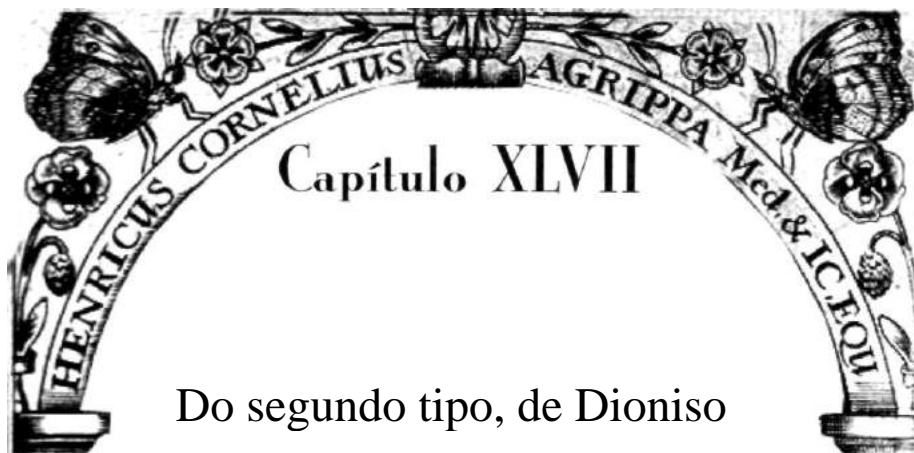 HENRICUS CORNELIUS AGRIPPA Med, & IC. EQU
Capítulo XLVII
Do segundo tipo, de Dioniso